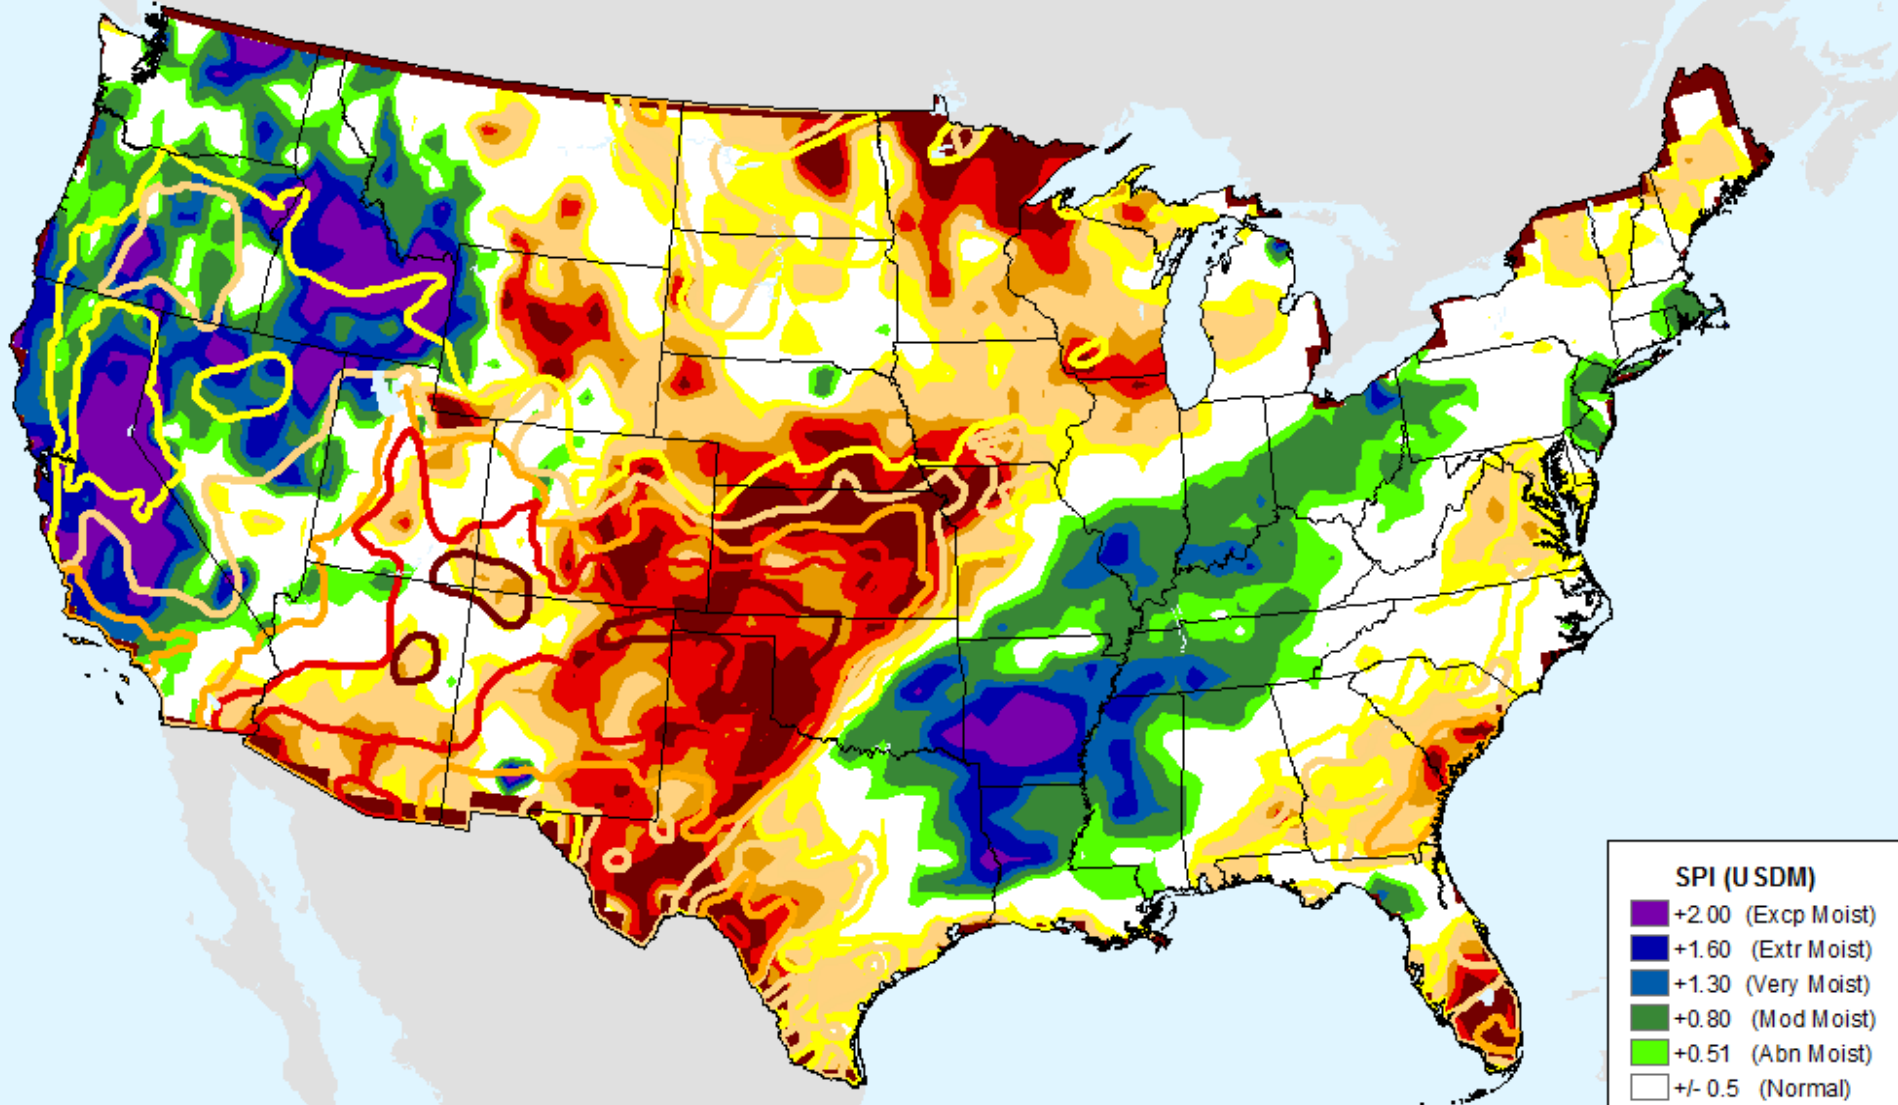 SPI (USDM)
+2.00 (Excp Moist)
+1.60 (Extr Moist)
+1.30 (Very Moist)
+0.80 (Mod Moist)
+0.51 (Abn Moist)
+/- 0.5 (Normal)